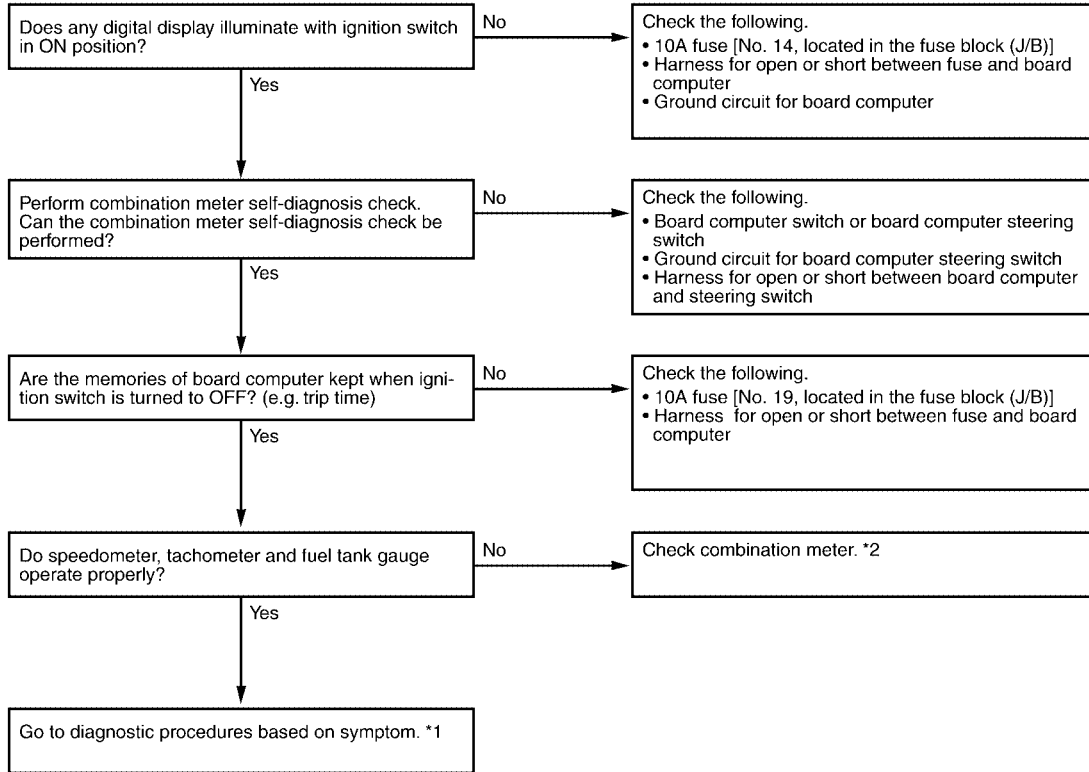 Does any digital display illuminate with ignition switch
in ON position?
No
Check the following.
• 10A fuse [No. 14, located in the fuse block (J/B)]
• Harness for open or short between fuse and board
computer
• Ground circuit for board computer
Yes
Perform combination meter self-diagnosis check.
Can the combination meter self-diagnosis check be
performed?
No
Check the following.
• Board computer switch or board computer steering
switch
• Ground circuit for board computer steering switch
• Harness for open or short between board computer
and steering switch
Yes
Are the memories of board computer kept when igni-
tion switch is turned to OFF? (e.g. trip time)
No
Check the following.
• 10A fuse [No. 19, located in the fuse block (J/B)]
• Harness for open or short between fuse and board
computer
Yes
Do speedometer, tachometer and fuel tank gauge
operate properly?
No
Check combination meter. *2
Yes
Go to diagnostic procedures based on symptom. *1